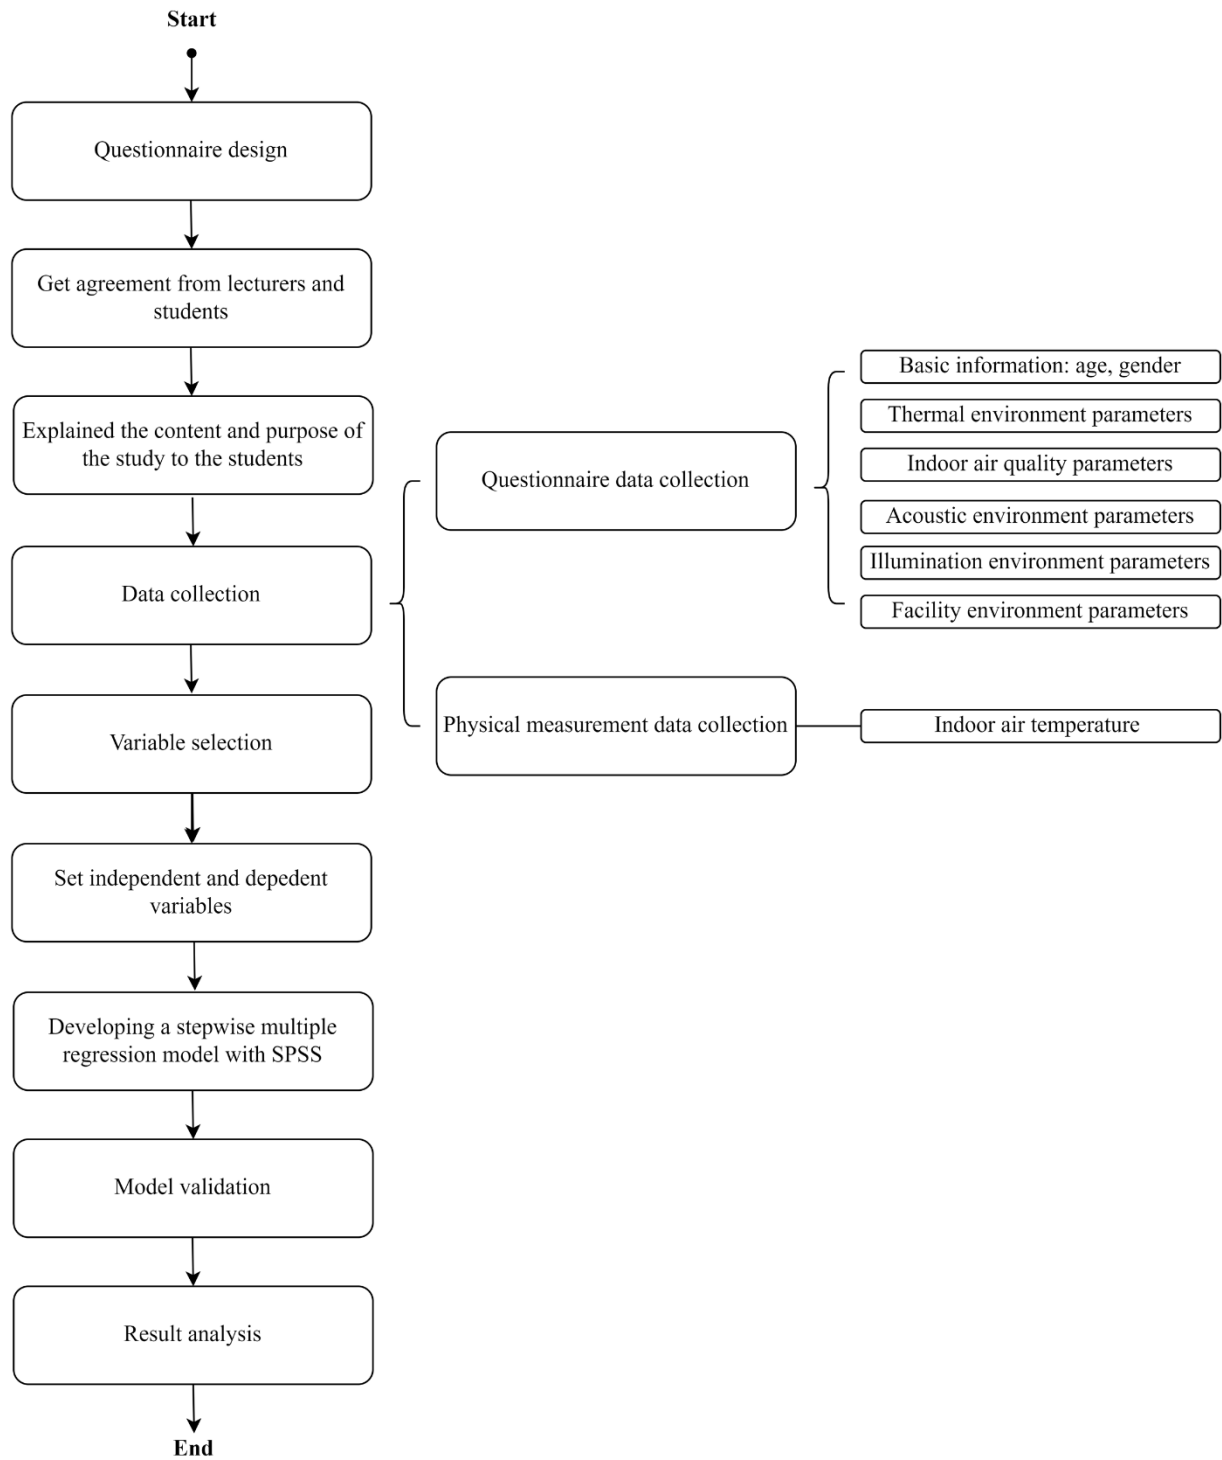 Start
Questionnaire design
Get agreement from lecturers and
students
Explained the content and purpose of
the study to the students
Data collection
Questionnaire data collection
Basic information: age, gender
Thermal environment parameters
Indoor air quality parameters
Acoustic environment parameters
Illumination environment parameters
Facility environment parameters
Physical measurement data collection
Indoor air temperature
Variable selection
Set independent and depedent
variables
Developing a stepwise multiple
regression model with SPSS
Model validation
Result analysis
End